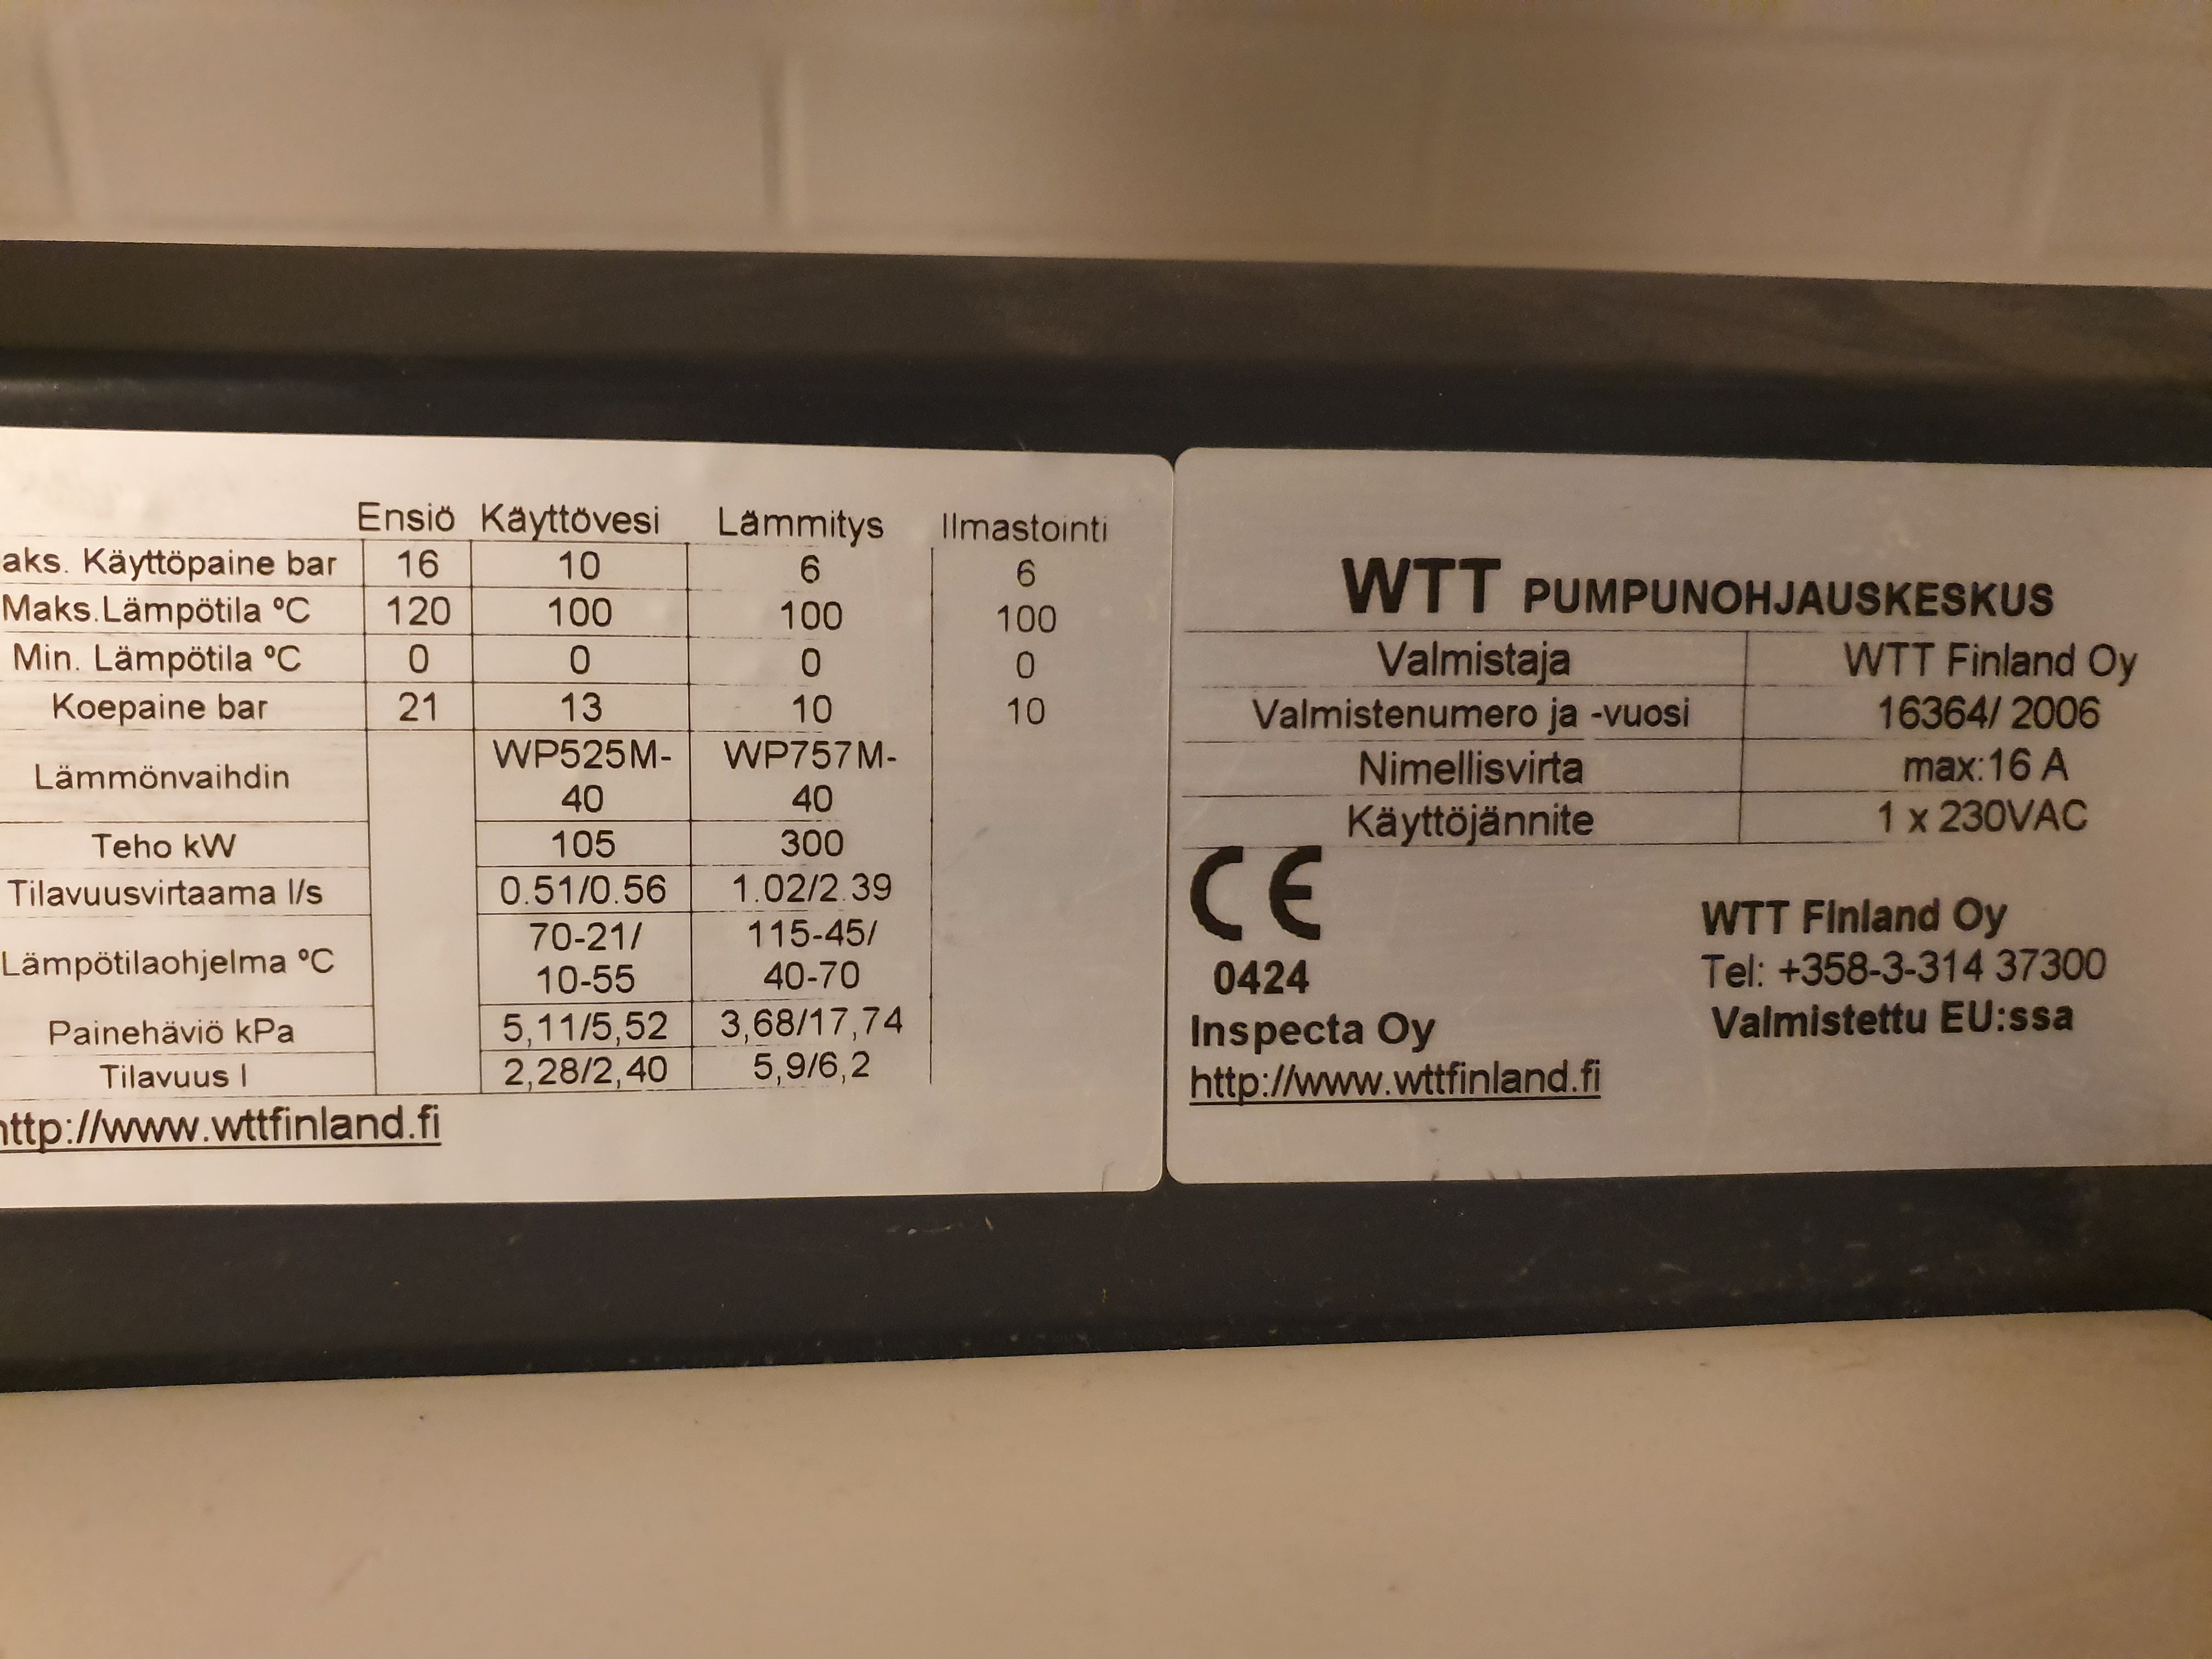 Ensiö Käyttövesi Lämmitys Ilmastointi
aks. Käyttöpaine bar 16 10 6 6
Maks.Lämpötila ºC 120 100 100 100
Min. Lämpötila ºC 0 0 0 0
Koepaine bar 21 13 10 10
Lämmönvaihdin WP525M-40 WP757M-40
Teho kW 105 300
Tilavuusvirtaama l/s 0.51/0.56 1.02/2.39
Lämpötilaohjelma ºC 70-21/10-55 115-45/40-70
Painehäviö kPa 5,11/5,52 3,68/17,74
Tilavuus l 2,28/2,40 5,9/6,2
http://www.wttfinland.fi
WTT PUMPUNOHJAUSKESKUS
Valmistaja WTT Finland Oy
Valmistenumero ja -vuosi 16364/ 2006
Nimellisvirta max:16 A
Käyttöjännite 1 x 230VAC
CE
0424
Inspecta Oy
http://www.wttfinland.fi
WTT Finland Oy
Tel: +358-3-314 37300
Valmistettu EU:ssa